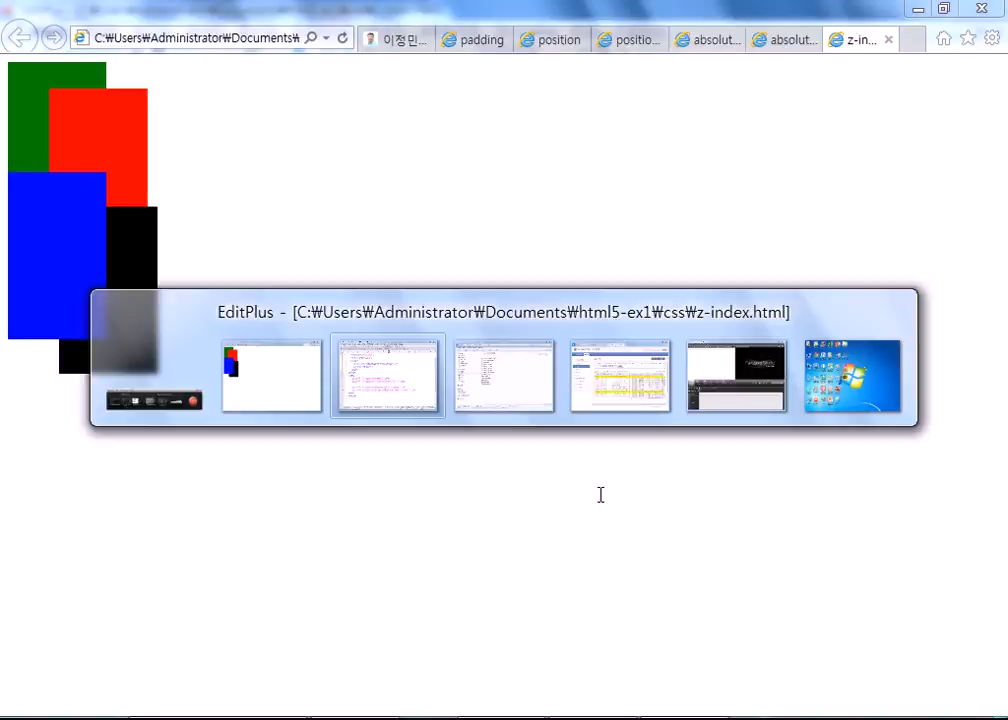 C:₩Users₩Administrator₩Documents₩
이정민...
padding
position
positio...
absolut...
absolut...
z-in...
EditPlus - [C:₩Users₩Administrator₩Documents₩html5-ex1₩css₩z-index.html]